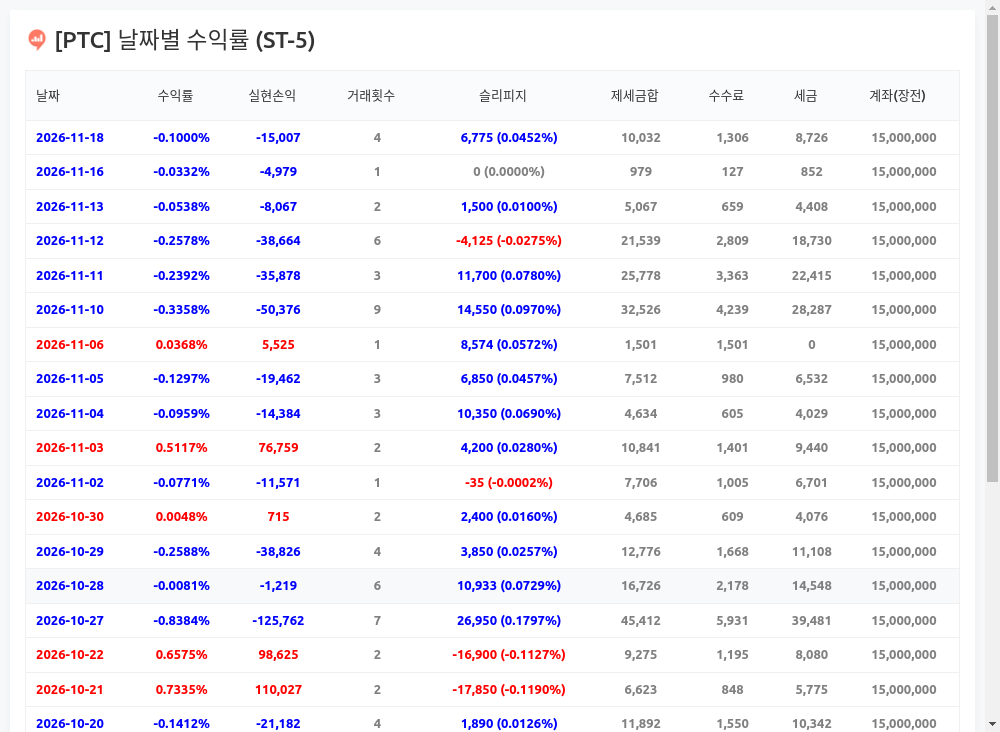 [PTC] 날짜별 수익률 (ST-5)
날짜 수익률 실현손익 거래횟수 슬리피지 제세금합 수수료 세금 계좌(장전)
2026-11-18 -0.1000% -15,007 4 6,775 (0.0452%) 10,032 1,306 8,726 15,000,000
2026-11-16 -0.0332% -4,979 1 0 (0.0000%) 979 127 852 15,000,000
2026-11-13 -0.0538% -8,067 2 1,500 (0.0100%) 5,067 659 4,408 15,000,000
2026-11-12 -0.2578% -38,664 6 -4,125 (-0.0275%) 21,539 2,809 18,730 15,000,000
2026-11-11 -0.2392% -35,878 3 11,700 (0.0780%) 25,778 3,363 22,415 15,000,000
2026-11-10 -0.3358% -50,376 9 14,550 (0.0970%) 32,526 4,239 28,287 15,000,000
2026-11-06 0.0368% 5,525 1 8,574 (0.0572%) 1,501 1,501 0 15,000,000
2026-11-05 -0.1297% -19,462 3 6,850 (0.0457%) 7,512 980 6,532 15,000,000
2026-11-04 -0.0959% -14,384 3 10,350 (0.0690%) 4,634 605 4,029 15,000,000
2026-11-03 0.5117% 76,759 2 4,200 (0.0280%) 10,841 1,401 9,440 15,000,000
2026-11-02 -0.0771% -11,571 1 -35 (-0.0002%) 7,706 1,005 6,701 15,000,000
2026-10-30 0.0048% 715 2 2,400 (0.0160%) 4,685 609 4,076 15,000,000
2026-10-29 -0.2588% -38,826 4 3,850 (0.0257%) 12,776 1,668 11,108 15,000,000
2026-10-28 -0.0081% -1,219 6 10,933 (0.0729%) 16,726 2,178 14,548 15,000,000
2026-10-27 -0.8384% -125,762 7 26,950 (0.1797%) 45,412 5,931 39,481 15,000,000
2026-10-22 0.6575% 98,625 2 -16,900 (-0.1127%) 9,275 1,195 8,080 15,000,000
2026-10-21 0.7335% 110,027 2 -17,850 (-0.1190%) 6,623 848 5,775 15,000,000
2026-10-20 -0.1412% -21,182 4 1,890 (0.0126%) 11,892 1,550 10,342 15,000,000